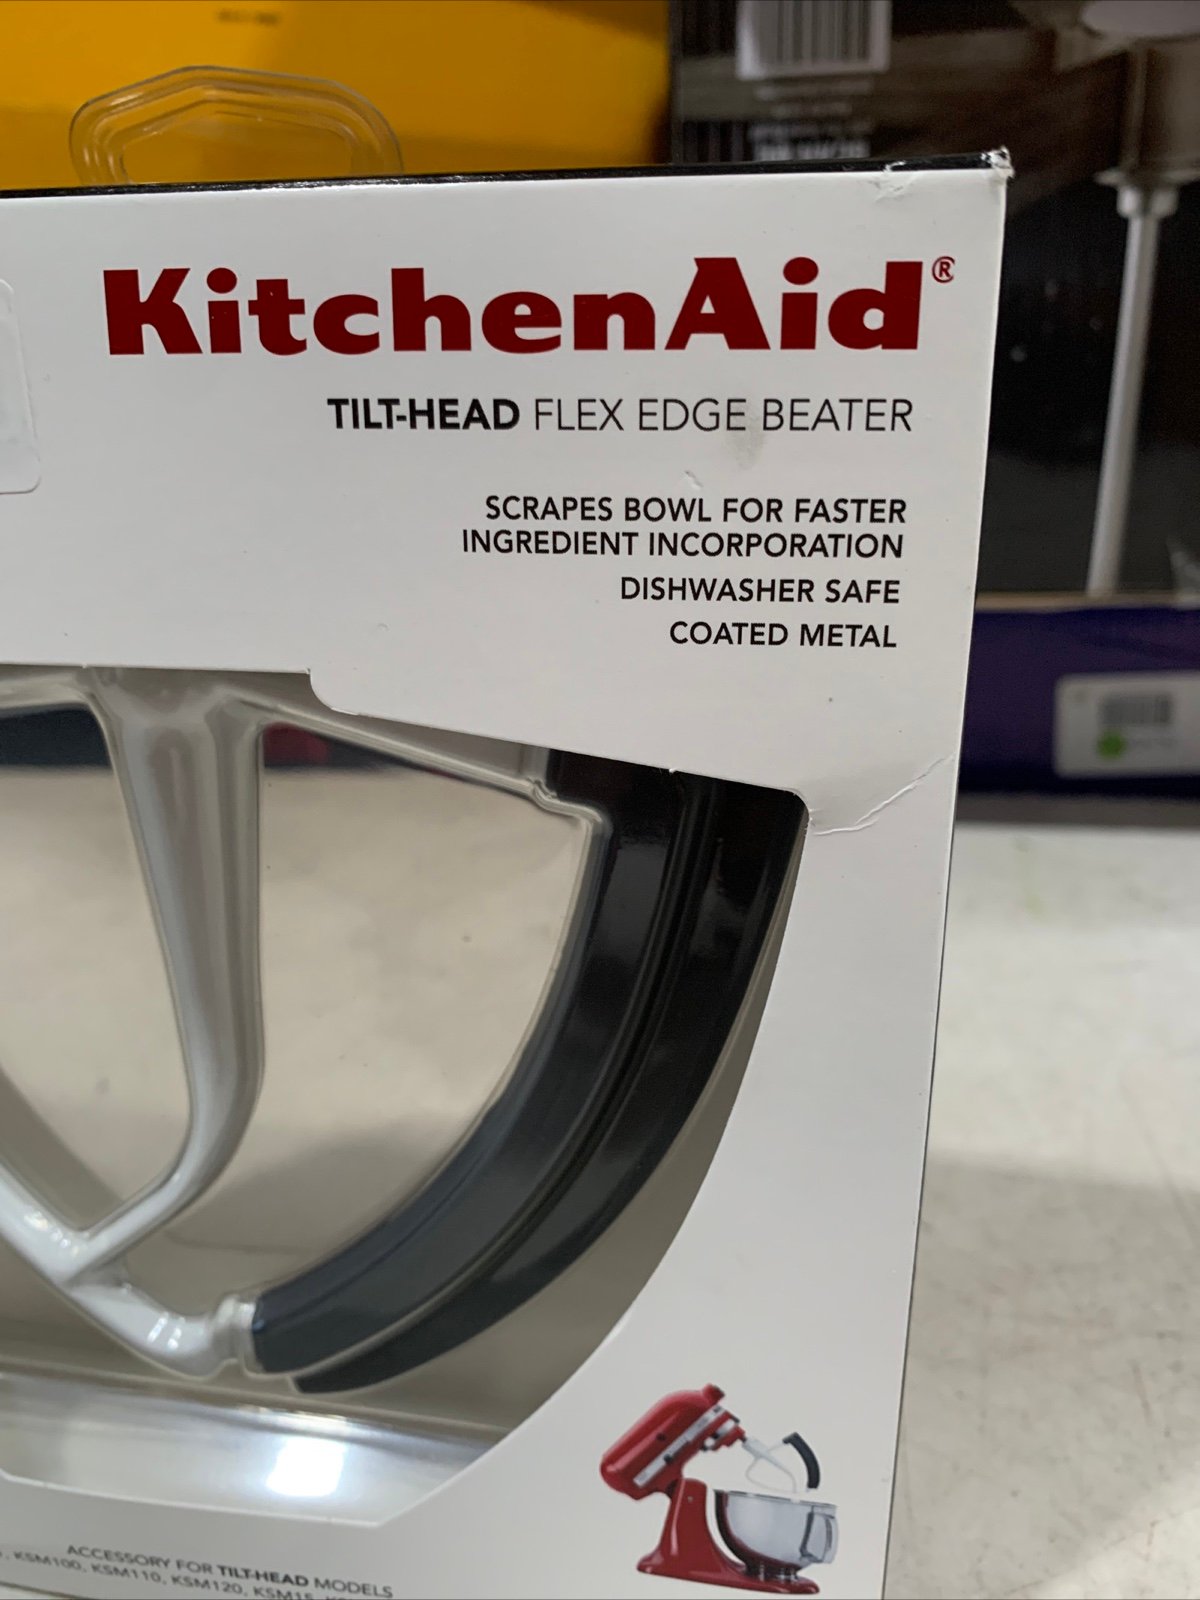 KitchenAid®
TILT-HEAD FLEX EDGE BEATER
SCRAPES BOWL FOR FASTER
INGREDIENT INCORPORATION
DISHWASHER SAFE
COATED METAL
ACCESSORY FOR TILT-HEAD MODELS
, KSM100, KSM110, KSM120,